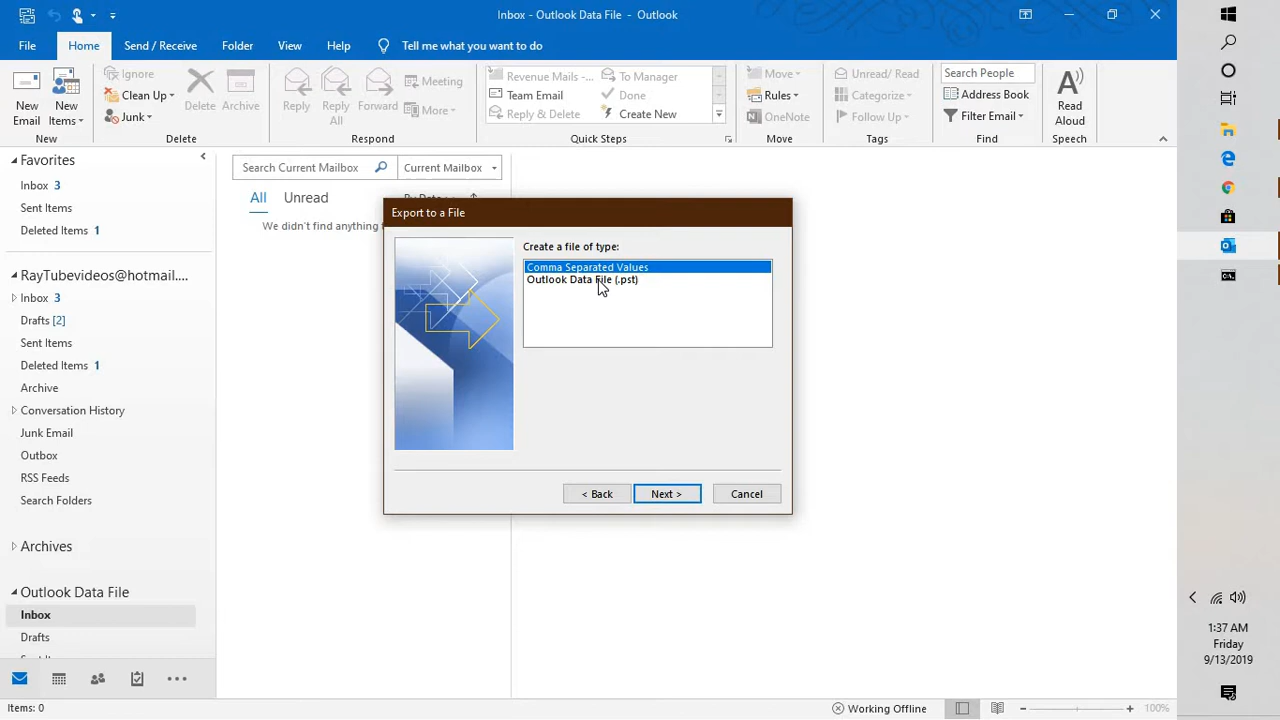 Inbox - Outlook Data File - Outlook
File Home Send / Receive Folder View Help Tell me what you want to do
New Email
New Items
New
Ignore
Clean Up
Junk
Delete
Archive
Delete
Reply
Reply All
Forward
Meeting
More
Respond
Revenue Mails -...
Team Email
Reply & Delete
To Manager
Done
Create New
Quick Steps
Move
Rules
OneNote
Move
Unread/ Read
Categorize
Follow Up
Tags
Search People
Address Book
Filter Email
Find
Read Aloud
Speech
Favorites
Inbox 3
Sent Items
Deleted Items 1
RayTubevideos@hotmail....
Inbox 3
Drafts [2]
Sent Items
Deleted Items 1
Archive
Conversation History
Junk Email
Outbox
RSS Feeds
Search Folders
Archives
Outlook Data File
Inbox
Drafts
Search Current Mailbox
Current Mailbox
All Unread
We didn't find anything
Export to a File
Create a file of type:
Comma Separated Values
Outlook Data File (.pst)
< Back
Next >
Cancel
Items: 0
Working Offline
100%
1:37 AM
Friday
9/13/2019